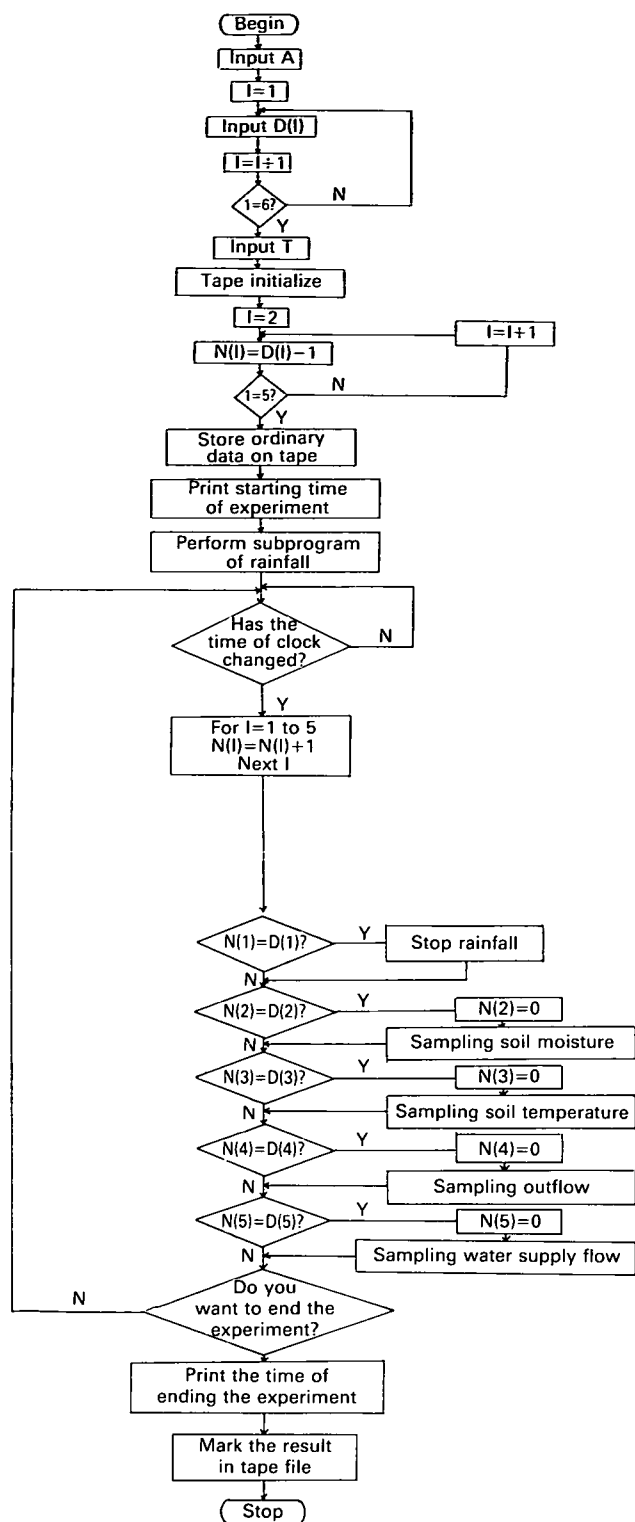 Begin
Input A
I=1
Input D(I)
I=I÷1
1=6?
N
Y
Input T
Tape initialize
I=2
I=I+1
N(I)=D(I)−1
1=5?
N
Y
Store ordinary
data on tape
Print starting time
of experiment
Perform subprogram
of rainfall
Has the
time of clock
changed?
N
Y
For I=1 to 5
N(I)=N(I)+1
Next I
N(1)=D(1)?
Y
Stop rainfall
N
N(2)=D(2)?
Y
N(2)=0
N
Sampling soil moisture
N(3)=D(3)?
Y
N(3)=0
N
Sampling soil temperature
N(4)=D(4)?
Y
N(4)=0
N
Sampling outflow
N(5)=D(5)?
Y
N(5)=0
N
Sampling water supply flow
Do you
want to end the
experiment?
N
Print the time of
ending the experiment
Mark the result
in tape file
Stop